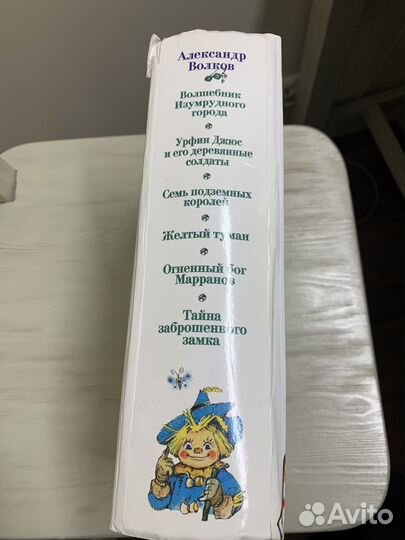 Александр
Волков
Волшебник
Изумрудного
города
Урфин Джюс
и его деревянные
солдаты
Семь подземных
королей
Желтый туман
Огненный бог
Марранов
Тайна
заброшенного
замка
Avito